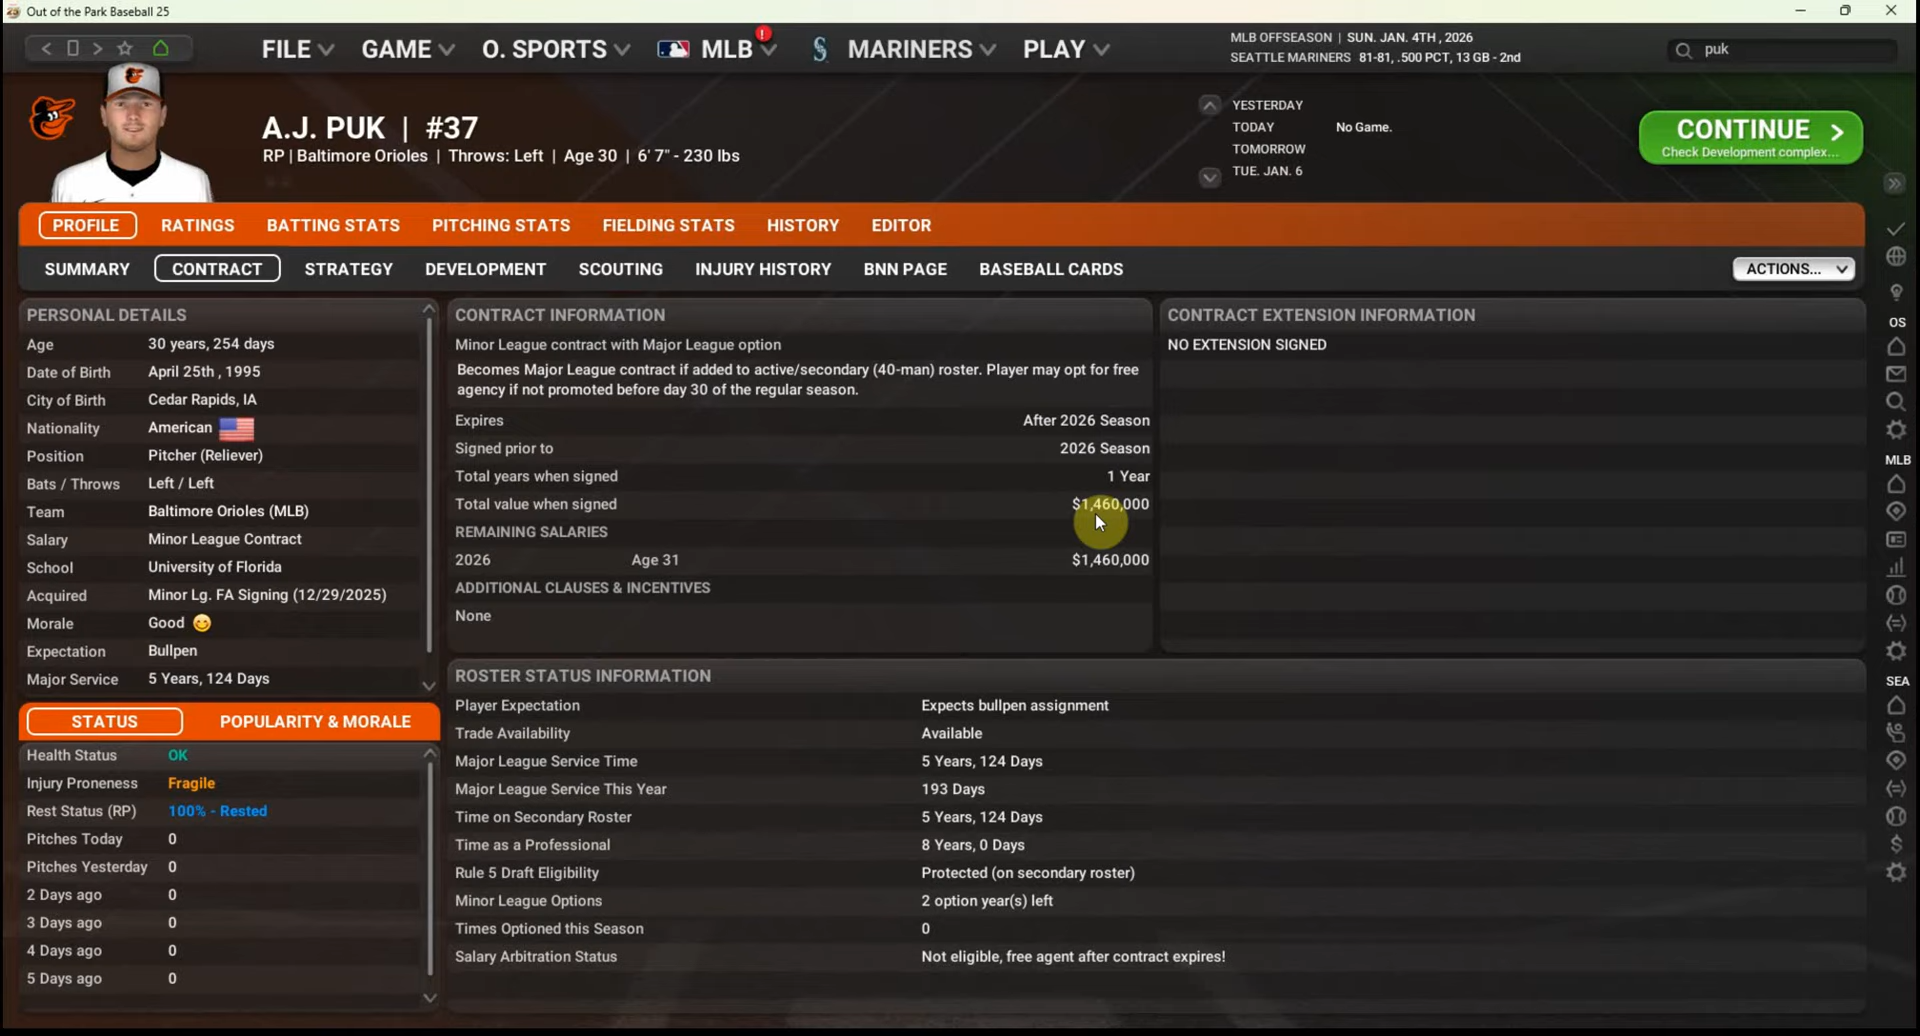 Out of the Park Baseball 25
FILE GAME O. SPORTS MLB MARINERS PLAY
MLB OFFSEASON | SUN. JAN. 4TH , 2026
SEATTLE MARINERS 81-81, .500 PCT, 13 GB - 2nd
puk
A.J. PUK | #37
RP | Baltimore Orioles | Throws: Left | Age 30 | 6' 7" - 230 lbs
YESTERDAY
TODAY No Game.
TOMORROW
TUE. JAN. 6
CONTINUE
Check Development complex...
PROFILE RATINGS BATTING STATS PITCHING STATS FIELDING STATS HISTORY EDITOR
SUMMARY CONTRACT STRATEGY DEVELOPMENT SCOUTING INJURY HISTORY BNN PAGE BASEBALL CARDS ACTIONS...
PERSONAL DETAILS
Age 30 years, 254 days
Date of Birth April 25th , 1995
City of Birth Cedar Rapids, IA
Nationality American
Position Pitcher (Reliever)
Bats / Throws Left / Left
Team Baltimore Orioles (MLB)
Salary Minor League Contract
School University of Florida
Acquired Minor Lg. FA Signing (12/29/2025)
Morale Good
Expectation Bullpen
Major Service 5 Years, 124 Days
STATUS POPULARITY & MORALE
Health Status OK
Injury Proneness Fragile
Rest Status (RP) 100% - Rested
Pitches Today 0
Pitches Yesterday 0
2 Days ago 0
3 Days ago 0
4 Days ago 0
5 Days ago 0
CONTRACT INFORMATION
Minor League contract with Major League option
Becomes Major League contract if added to active/secondary (40-man) roster. Player may opt for free
agency if not promoted before day 30 of the regular season.
Expires After 2026 Season
Signed prior to 2026 Season
Total years when signed 1 Year
Total value when signed $1,460,000
REMAINING SALARIES
2026 Age 31 $1,460,000
ADDITIONAL CLAUSES & INCENTIVES
None
CONTRACT EXTENSION INFORMATION
NO EXTENSION SIGNED
ROSTER STATUS INFORMATION
Player Expectation Expects bullpen assignment
Trade Availability Available
Major League Service Time 5 Years, 124 Days
Major League Service This Year 193 Days
Time on Secondary Roster 5 Years, 124 Days
Time as a Professional 8 Years, 0 Days
Rule 5 Draft Eligibility Protected (on secondary roster)
Minor League Options 2 option year(s) left
Times Optioned this Season 0
Salary Arbitration Status Not eligible, free agent after contract expires!
OS
MLB
SEA